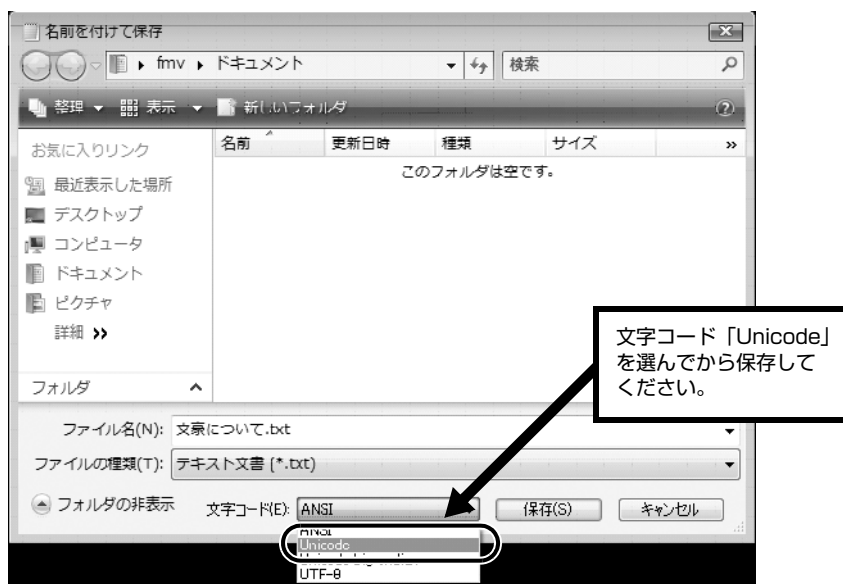 名前を付けて保存
fmv ドキュメント 検索
整理 表示 新しいフォルダ
お気に入りリンク
最近表示した場所
デスクトップ
コンピュータ
ドキュメント
ピクチャ
詳細 »
フォルダ
名前 更新日時 種類 サイズ »
このフォルダは空です。
文字コード「Unicode」
を選んでから保存して
ください。
ファイル名(N): 文豪について.txt
ファイルの種類(T): テキスト文書 (*.txt)
フォルダの非表示 文字コード(E): ANSI 保存(S) キャンセル
ANSI
Unicode
UTF-8